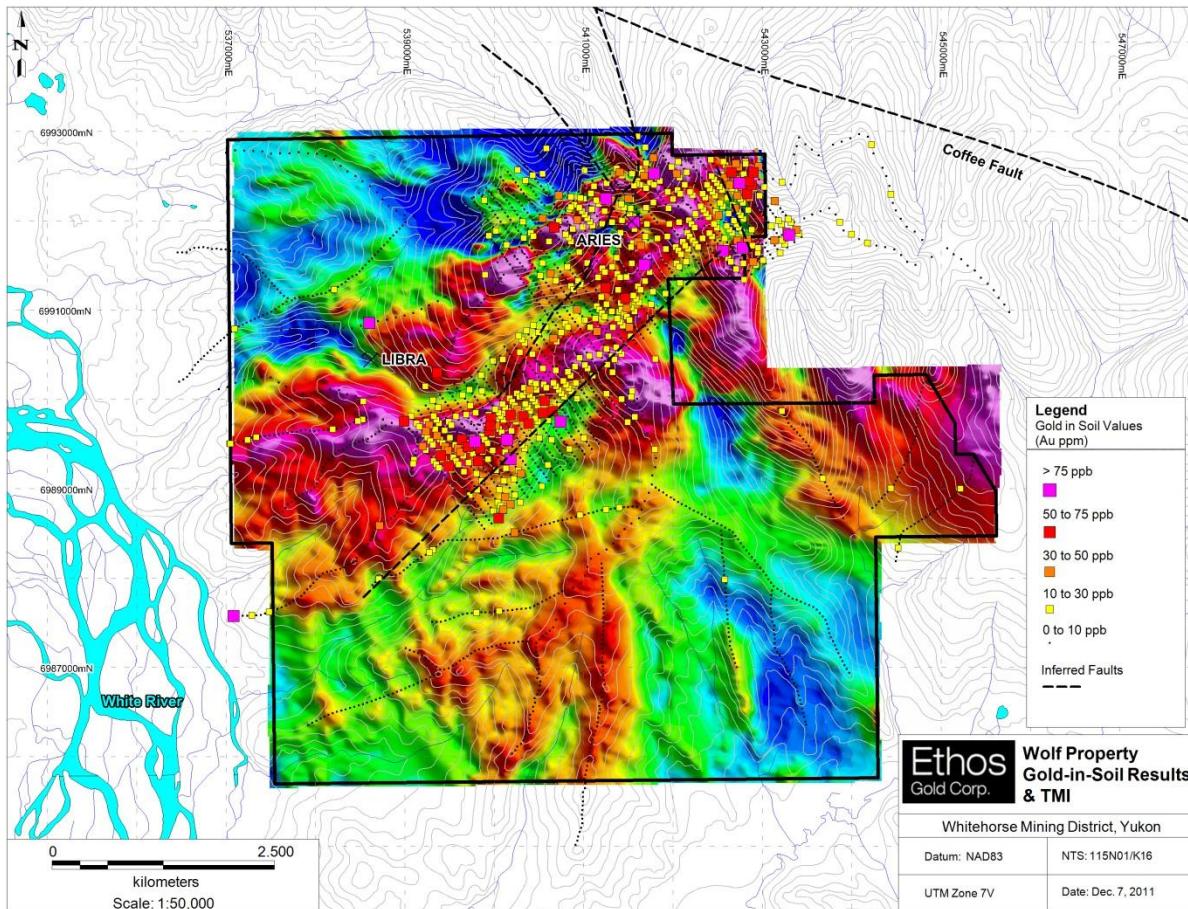 N
537000mE
539000mE
541000mE
543000mE
545000mE
547000mE
6993000mN
Coffee Fault
ARIES
6991000mN
LIBRA
6989000mN
6987000mN
White River
Legend
Gold in Soil Values
(Au ppm)
> 75 ppb
50 to 75 ppb
30 to 50 ppb
10 to 30 ppb
0 to 10 ppb
Inferred Faults
Ethos
Gold Corp.
Wolf Property
Gold-in-Soil Results
& TMI
Whitehorse Mining District, Yukon
Datum: NAD83
NTS: 115N01/K16
UTM Zone 7V
Date: Dec. 7, 2011
0 2.500
kilometers
Scale: 1:50,000